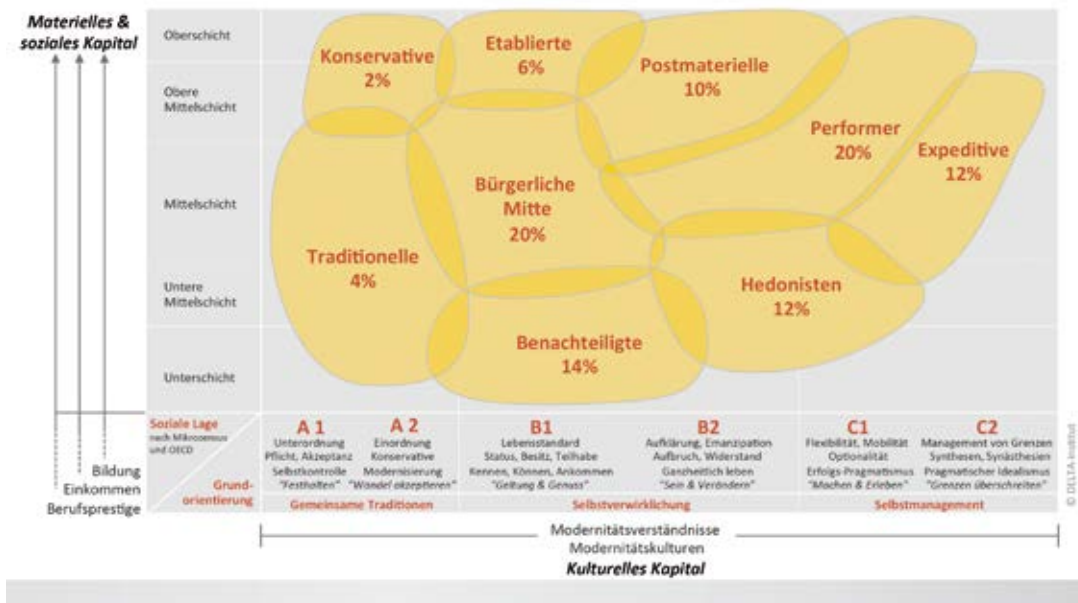 Materielles &
soziales Kapital
Oberschicht
Obere
Mittelschicht
Mittelschicht
Untere
Mittelschicht
Unterschicht
Konservative
2%
Etablierte
6%
Postmaterielle
10%
Performer
20%
Expeditive
12%
Bürgerliche
Mitte
20%
Traditionelle
4%
Hedonisten
12%
Benachteiligte
14%
Soziale Lage
nach Mikrozensus
und OECD
Bildung
Einkommen
Berufsprestige
Grund-
orientierung
A 1
Unterordnung
Pflicht, Akzeptanz
Selbstkontrolle
"Festhalten"
A 2
Einordnung
Konservative
Modernisierung
"Wandel akzeptieren"
B1
Lebensstandard
Status, Besitz, Teilhabe
Kennen, Können, Ankommen
"Geltung & Genuss"
B2
Aufklärung, Emanzipation
Aufbruch, Widerstand
Ganzheitlich leben
"Sein & Verändern"
C1
Flexibilität, Mobilität
Optionalität
Erfolgs-Pragmatismus
"Machen & Erleben"
C2
Management von Grenzen
Synthesen, Synästhesien
Pragmatischer Idealismus
"Grenzen überschreiten"
Gemeinsame Traditionen
Selbstverwirklichung
Selbstmanagement
Modernitätsverständnisse
Modernitätskulturen
Kulturelles Kapital
© DELTA Institut